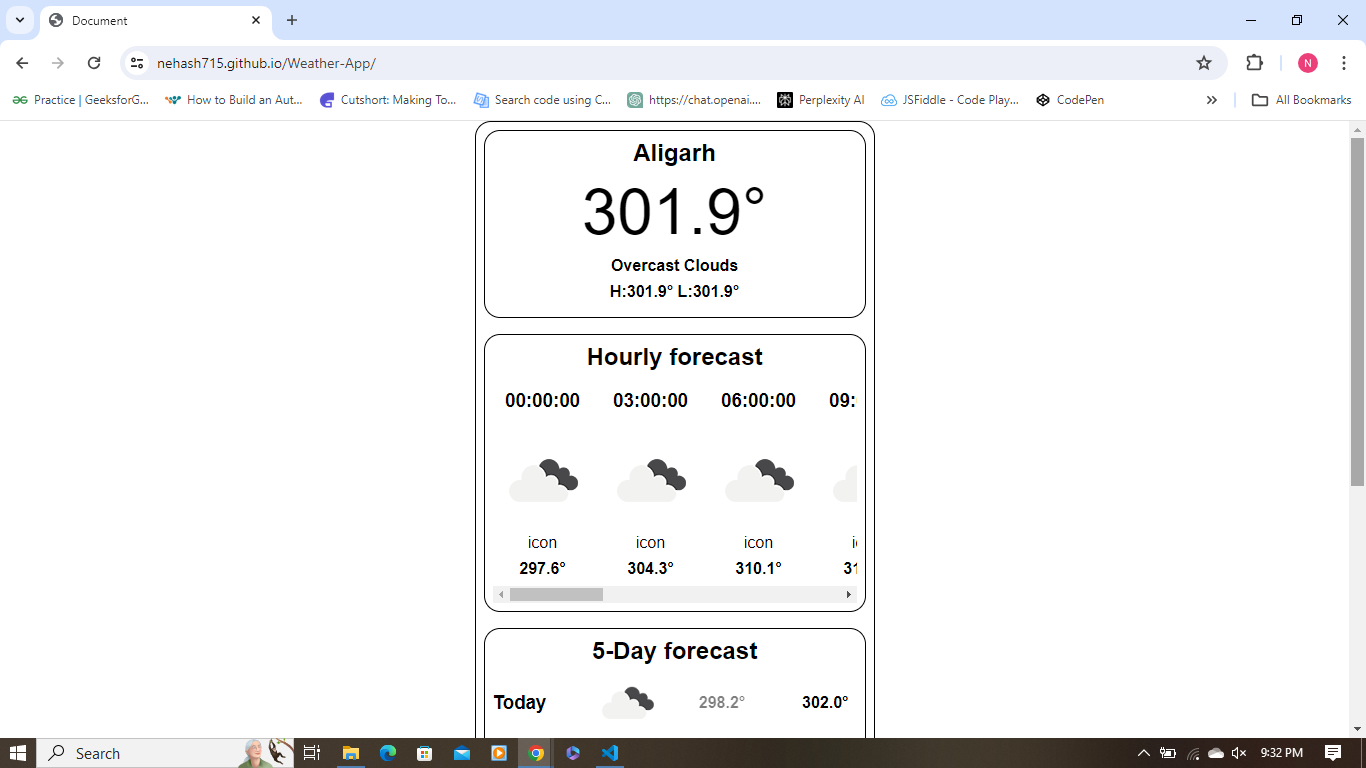 Document
nehash715.github.io/Weather-App/
N
Practice | GeeksforG... How to Build an Aut... Cutshort: Making To... Search code using C... https://chat.openai.... Perplexity AI JSFiddle - Code Play... CodePen » All Bookmarks
Aligarh
301.9°
Overcast Clouds
H:301.9° L:301.9°
Hourly forecast
00:00:00 03:00:00 06:00:00 09:
icon icon icon
297.6° 304.3° 310.1° 31
5-Day forecast
Today 298.2° 302.0°
Search 9:32 PM